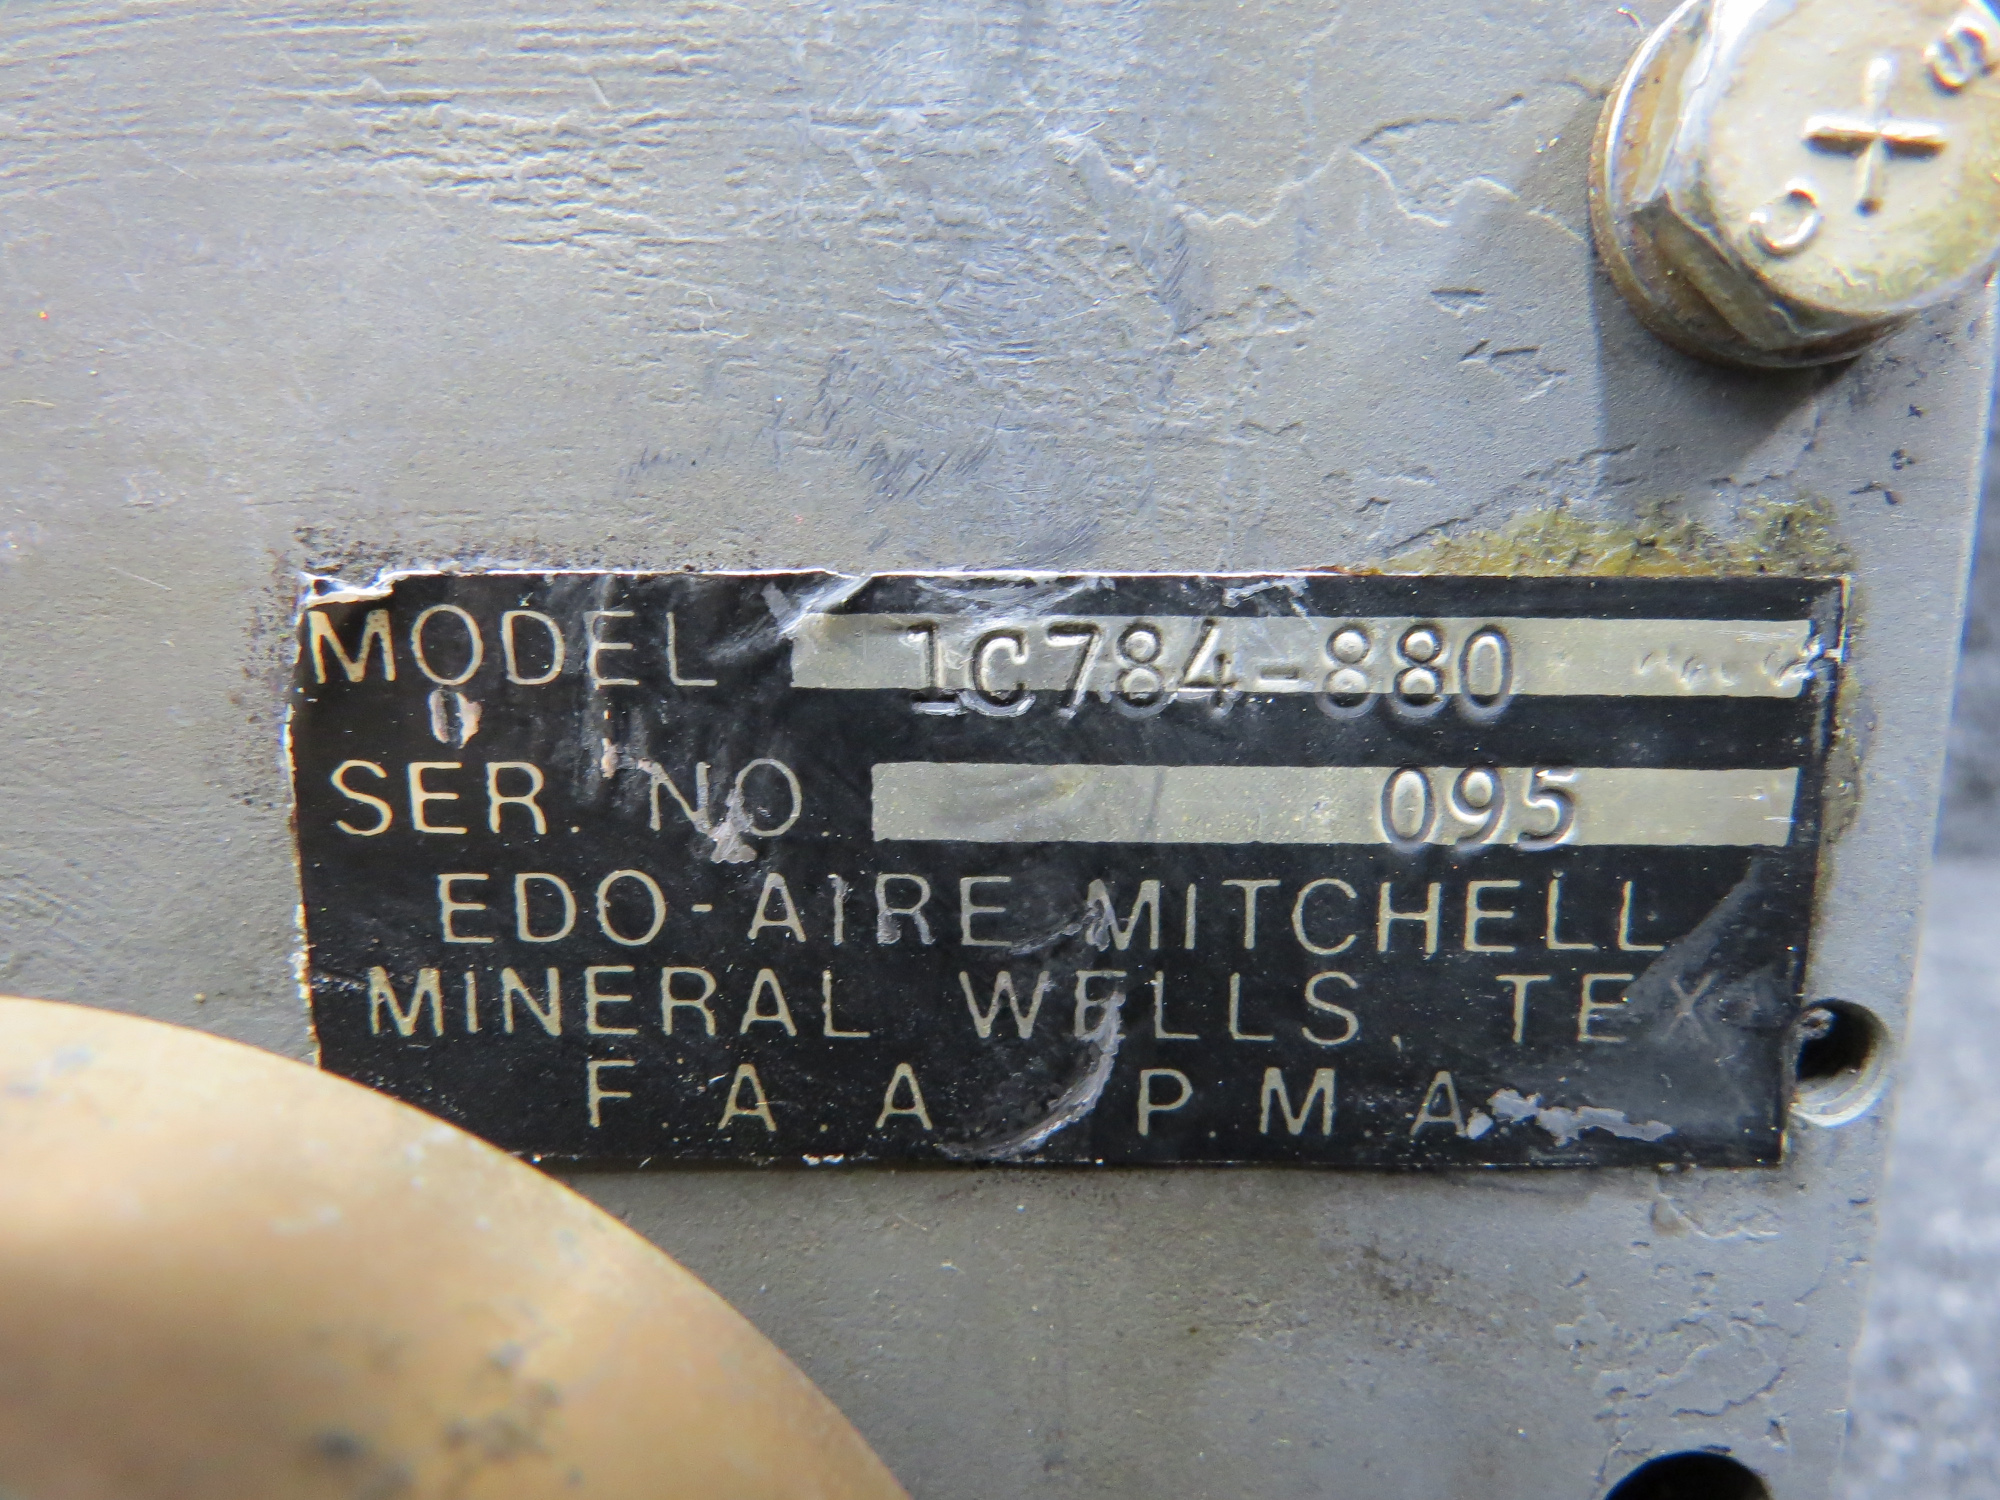 S
+
C
MODEL 1C784-880
SER. NO. 095
EDO-AIRE MITCHELL
MINERAL WELLS, TEX.
F.A.A. P.M.A.